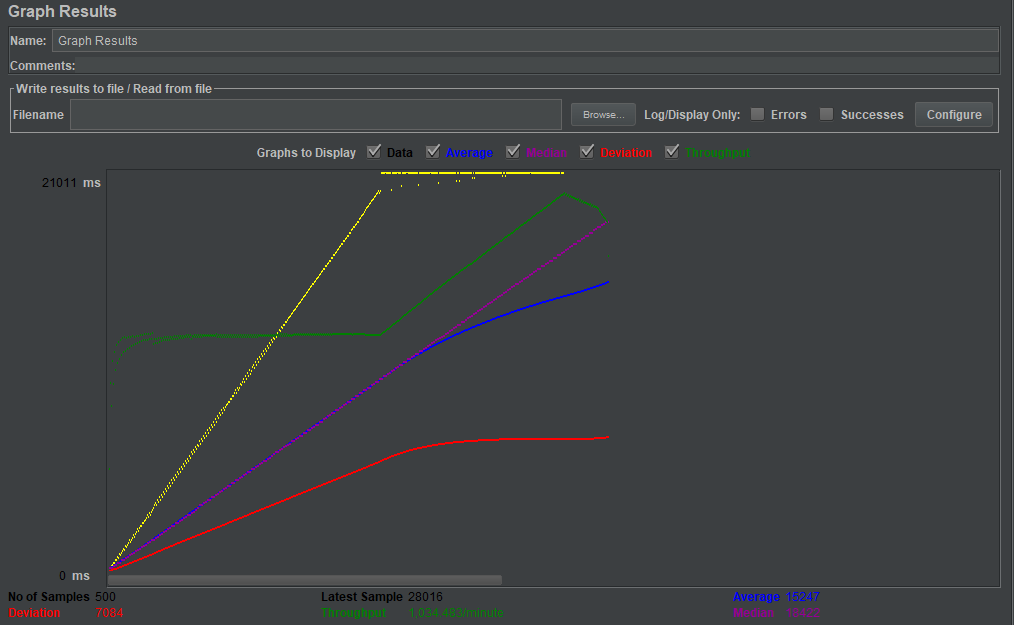 Graph Results
Name: Graph Results
Comments:
Write results to file / Read from file
Filename Browse... Log/Display Only: Errors Successes Configure
Graphs to Display Data Average Median Deviation Throughput
21011 ms
0 ms
No of Samples 500 Latest Sample 28016 Average 15247
Deviation 7084 Throughput 1,034.483/minute Median